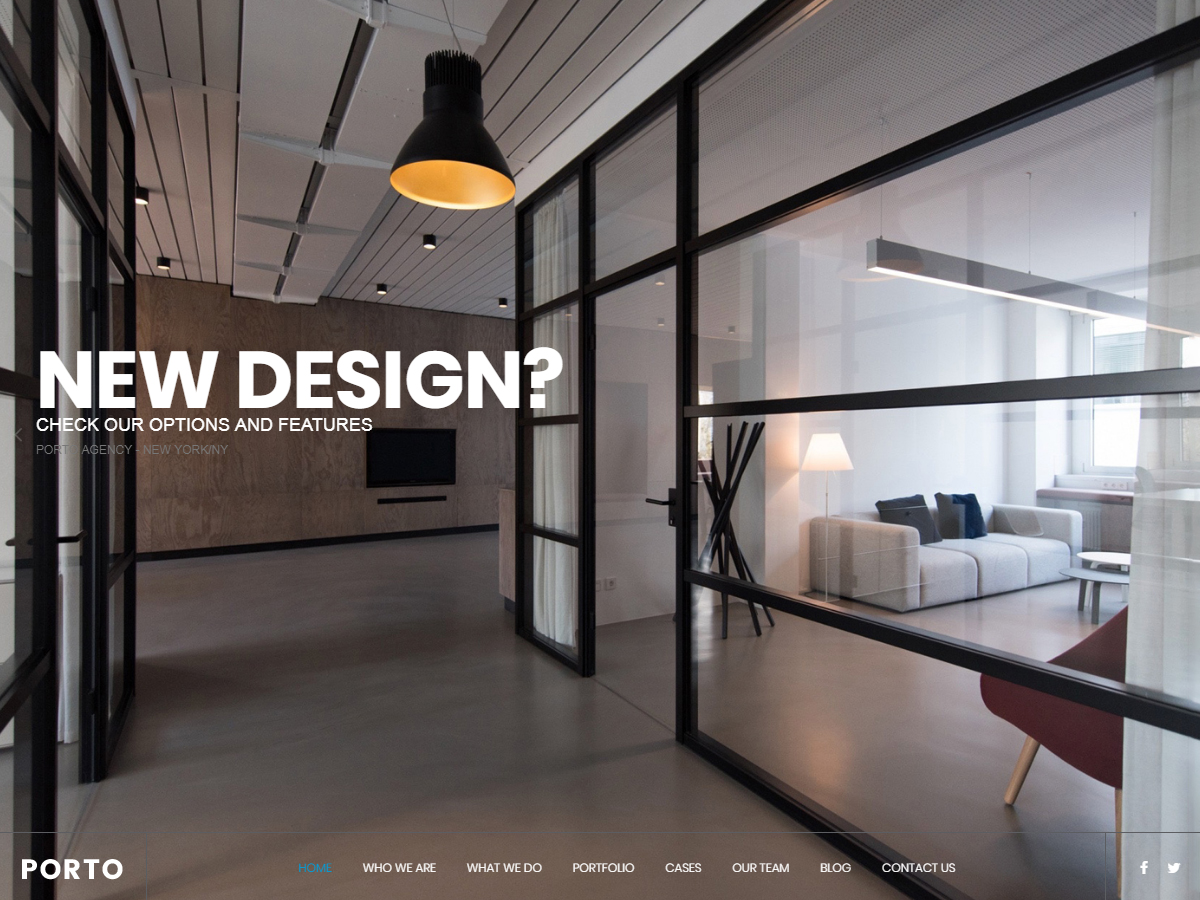 NEW DESIGN?
CHECK OUR OPTIONS AND FEATURES
PORTO AGENCY - NEW YORK/NY
PORTO
HOME
WHO WE ARE
WHAT WE DO
PORTFOLIO
CASES
OUR TEAM
BLOG
CONTACT US